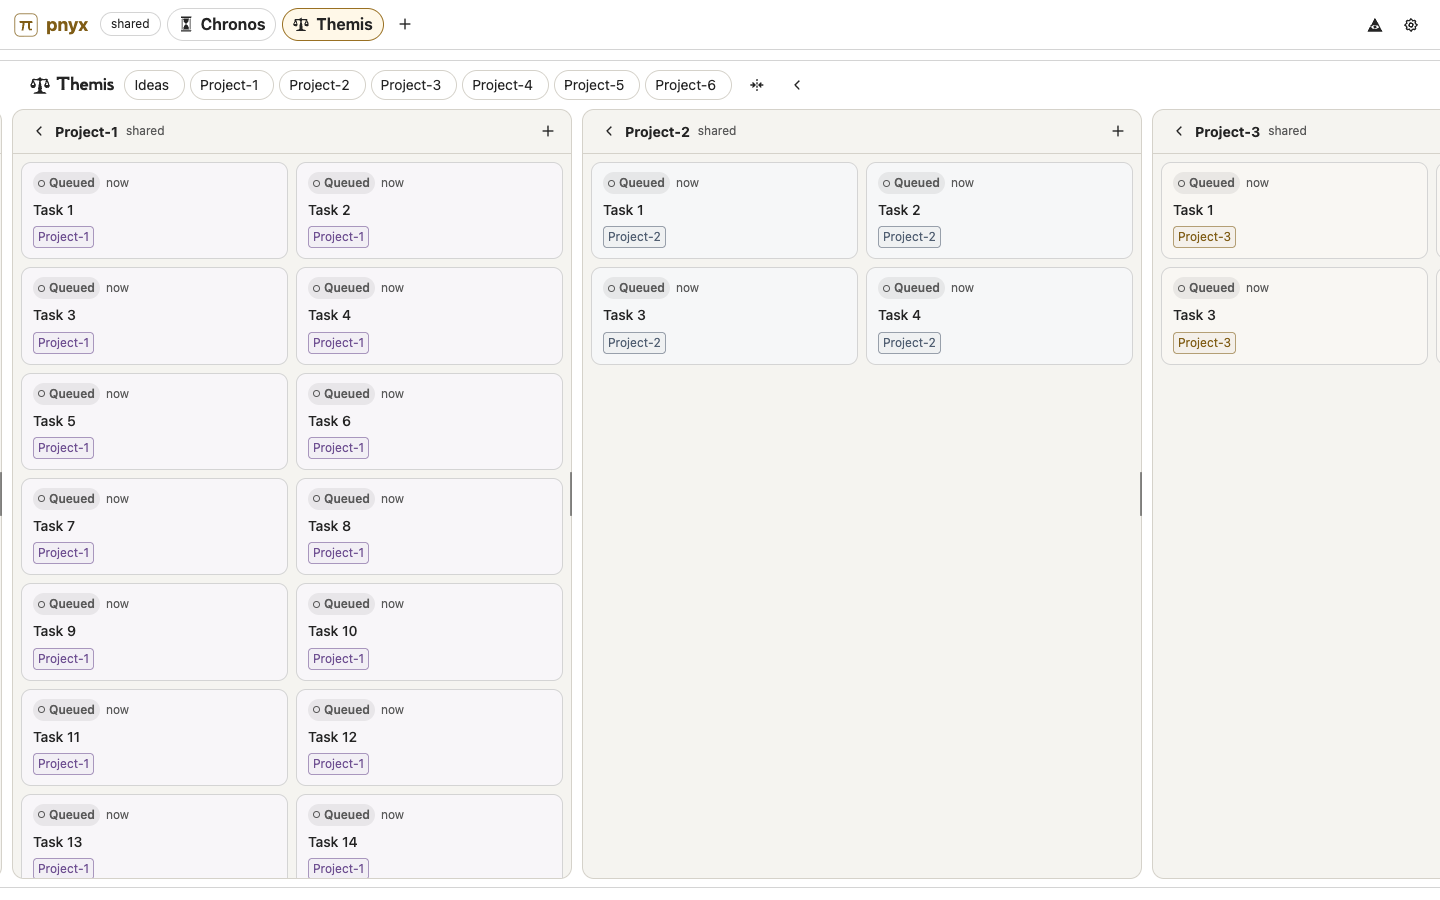 π pnyx shared Chronos Themis +
Themis Ideas Project-1 Project-2 Project-3 Project-4 Project-5 Project-6
Project-1 shared
Queued now
Task 1
Project-1
Queued now
Task 2
Project-1
Queued now
Task 3
Project-1
Queued now
Task 4
Project-1
Queued now
Task 5
Project-1
Queued now
Task 6
Project-1
Queued now
Task 7
Project-1
Queued now
Task 8
Project-1
Queued now
Task 9
Project-1
Queued now
Task 10
Project-1
Queued now
Task 11
Project-1
Queued now
Task 12
Project-1
Queued now
Task 13
Project-1
Queued now
Task 14
Project-1
Project-2 shared
Queued now
Task 1
Project-2
Queued now
Task 2
Project-2
Queued now
Task 3
Project-2
Queued now
Task 4
Project-2
Project-3 shared
Queued now
Task 1
Project-3
Queued now
Task 3
Project-3